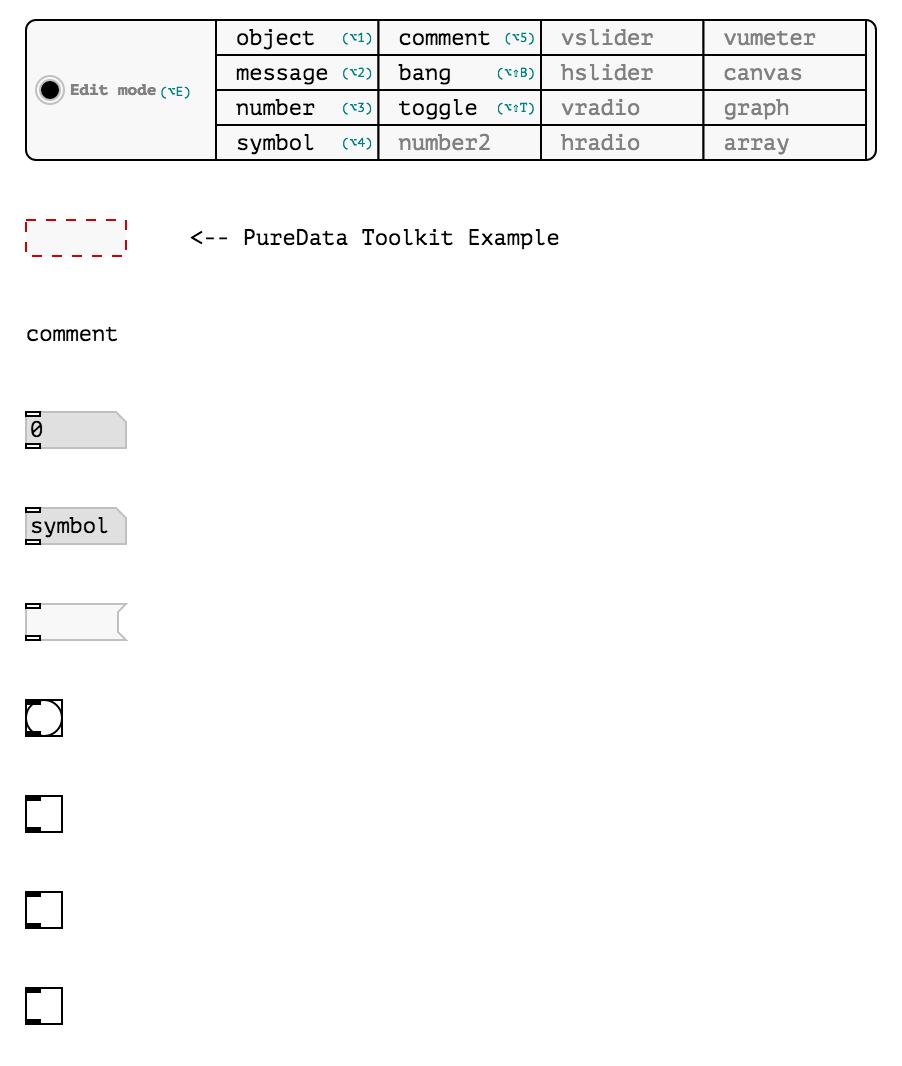 object (⌥1) comment (⌥5) vslider vumeter
message (⌥2) bang (⌥⇧B) hslider canvas
Edit mode (⌥E)
number (⌥3) toggle (⌥⇧T) vradio graph
symbol (⌥4) number2 hradio array
<-- PureData Toolkit Example
comment
0
symbol